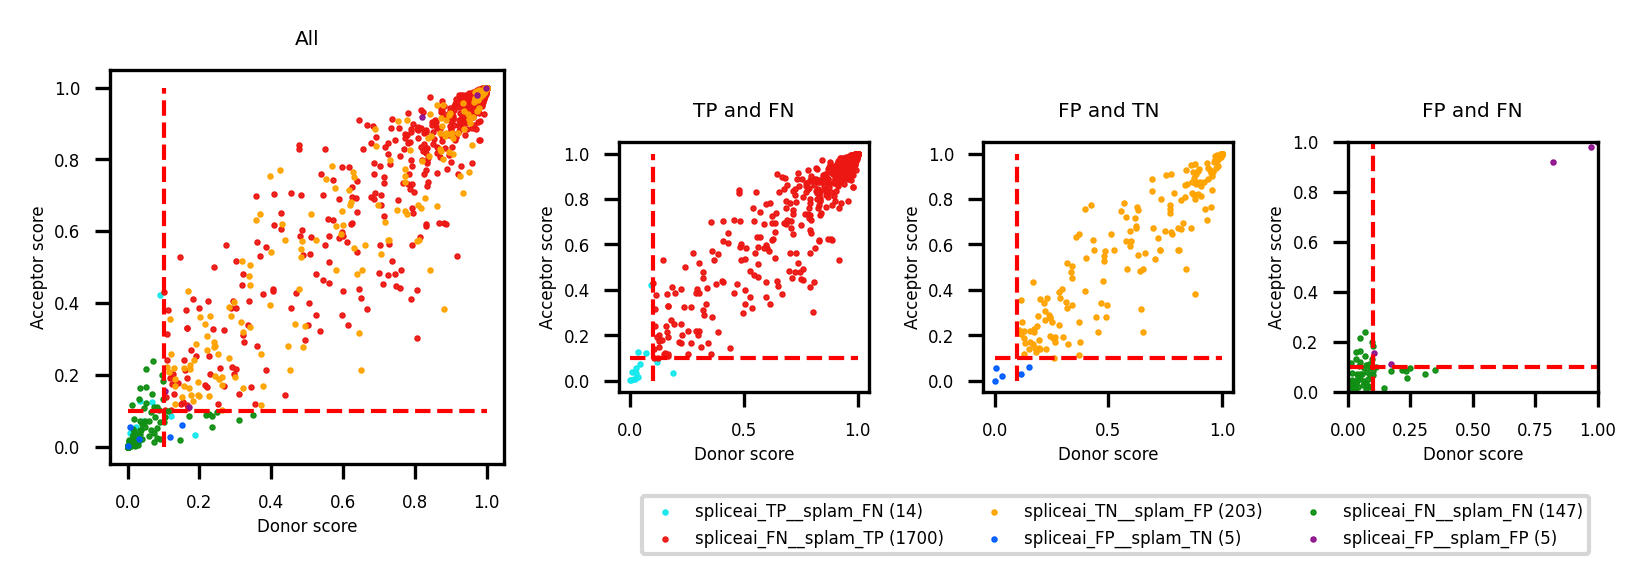 All
Acceptor score
1.0
0.8
0.6
0.4
0.2
0.0
0.0 0.2 0.4 0.6 0.8 1.0
Donor score
TP and FN
Acceptor score
1.0
0.8
0.6
0.4
0.2
0.0
0.0 0.5 1.0
Donor score
FP and TN
Acceptor score
1.0
0.8
0.6
0.4
0.2
0.0
0.0 0.5 1.0
Donor score
FP and FN
Acceptor score
1.0
0.8
0.6
0.4
0.2
0.0
0.00 0.25 0.50 0.75 1.00
Donor score
spliceai_TP__splam_FN (14)
spliceai_FN__splam_TP (1700)
spliceai_TN__splam_FP (203)
spliceai_FP__splam_TN (5)
spliceai_FN__splam_FN (147)
spliceai_FP__splam_FP (5)